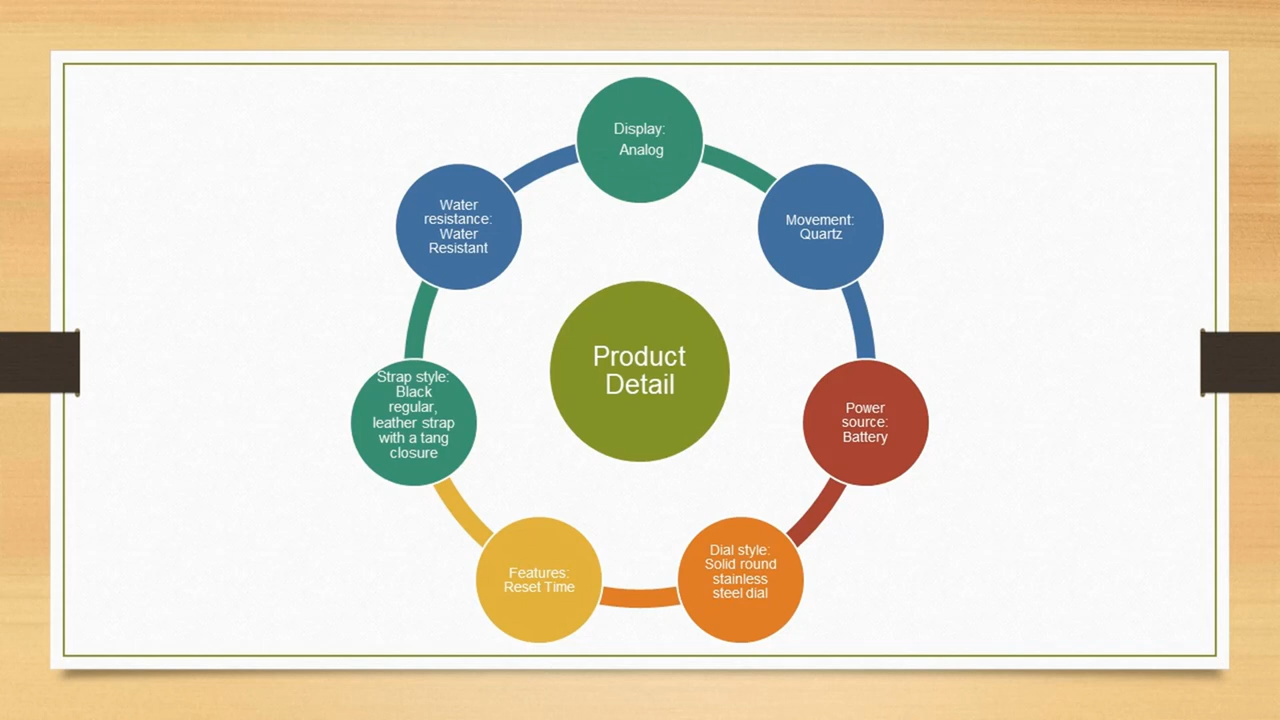 Display:
Analog
Movement:
Quartz
Power
source:
Battery
Dial style:
Solid round
stainless
steel dial
Features:
Reset Time
Strap style:
Black
regular,
leather strap
with a tang
closure
Water
resistance:
Water
Resistant
Product
Detail